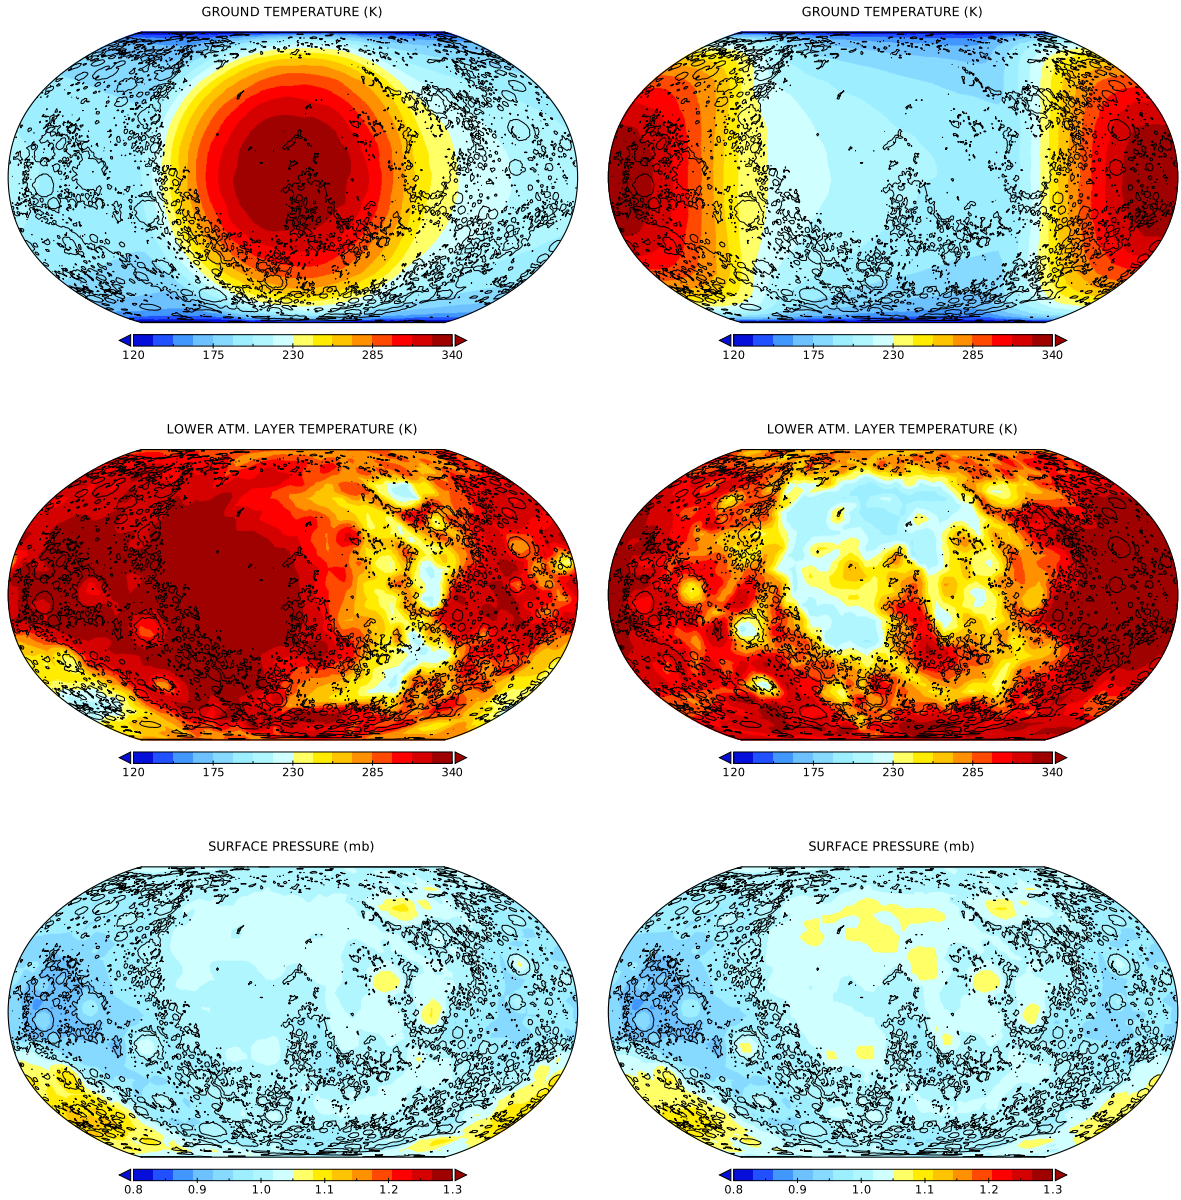 GROUND TEMPERATURE (K)
GROUND TEMPERATURE (K)
120 175 230 285 340
120 175 230 285 340
LOWER ATM. LAYER TEMPERATURE (K)
LOWER ATM. LAYER TEMPERATURE (K)
120 175 230 285 340
120 175 230 285 340
SURFACE PRESSURE (mb)
SURFACE PRESSURE (mb)
0.8 0.9 1.0 1.1 1.2 1.3
0.8 0.9 1.0 1.1 1.2 1.3